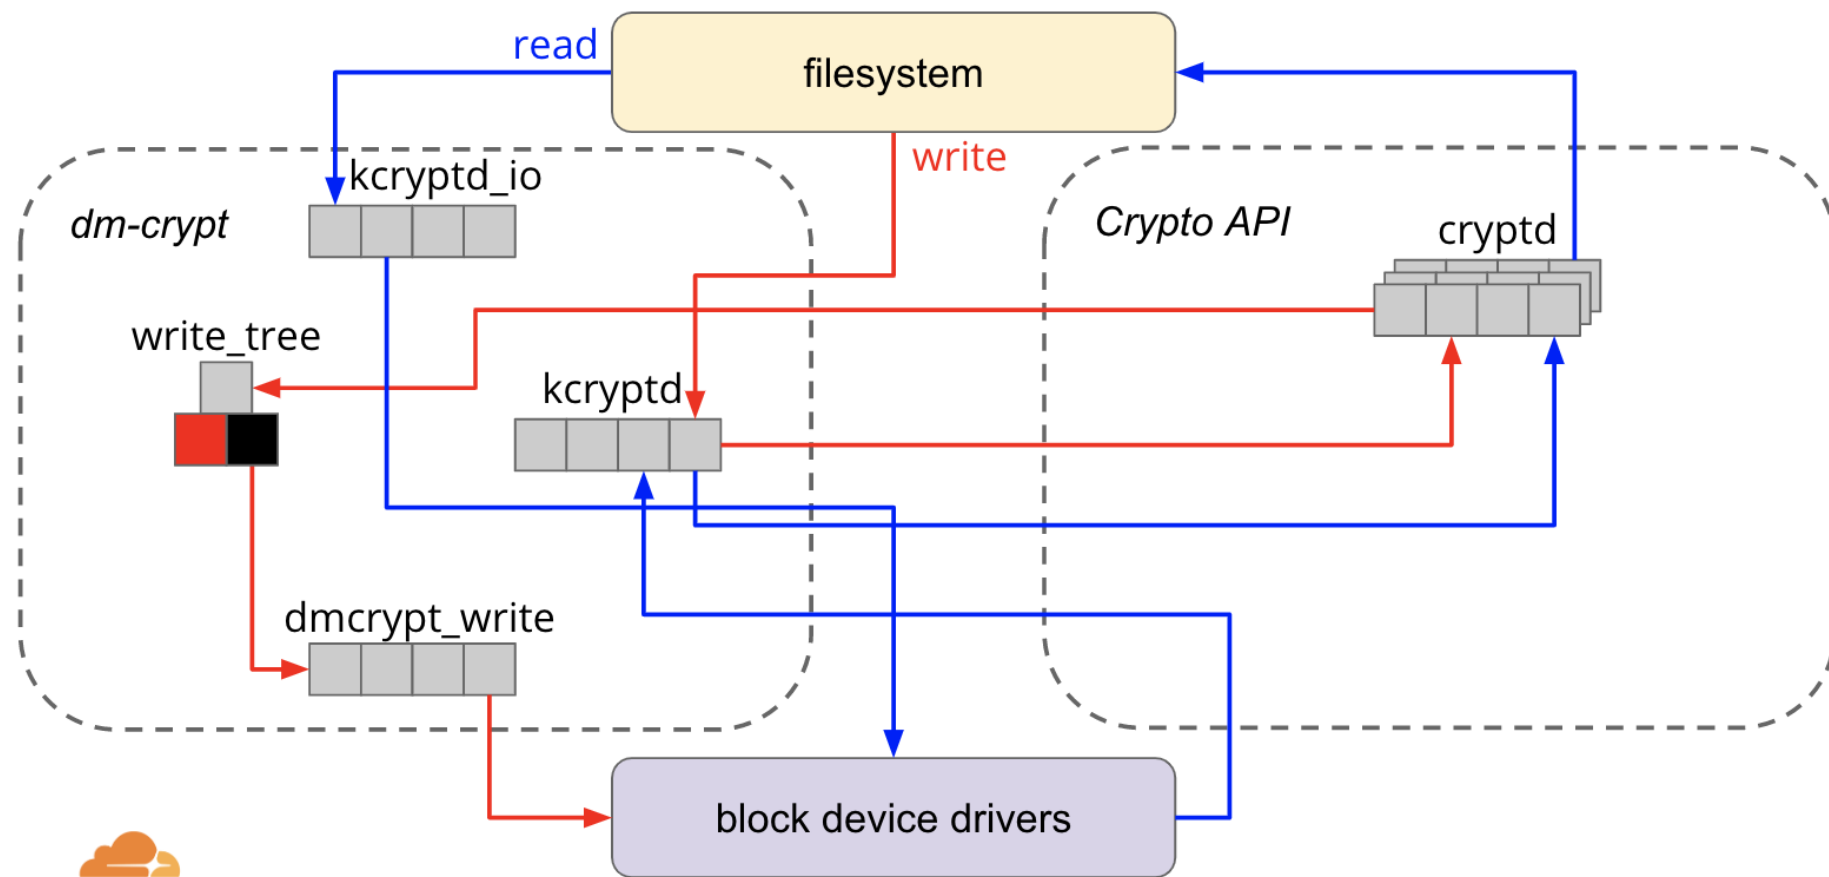 read
filesystem
write
kcryptd_io
dm-crypt
Crypto API
cryptd
write_tree
kcryptd
dmcrypt_write
block device drivers